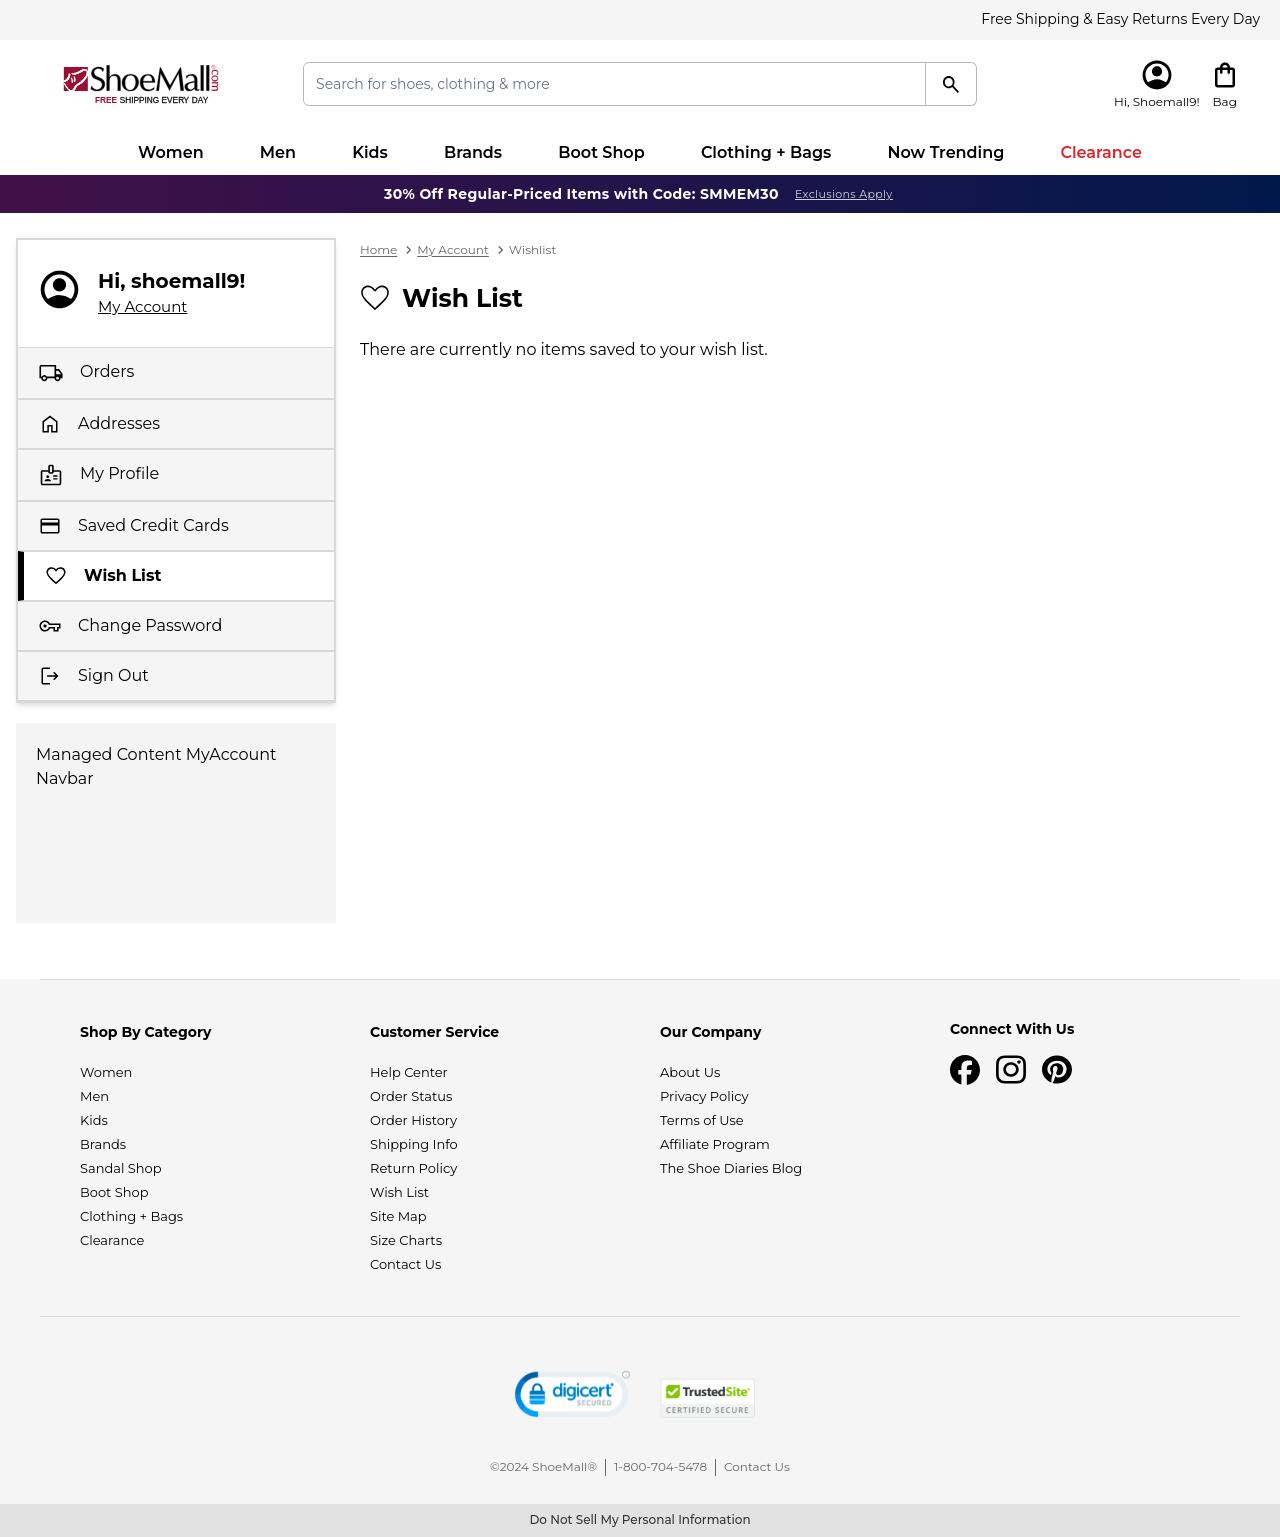 Free Shipping & Easy Returns Every Day
ShoeMall.com
FREE SHIPPING EVERY DAY
Search for shoes, clothing & more
Hi, Shoemall9!
Bag
Women Men Kids Brands Boot Shop Clothing + Bags Now Trending Clearance
30% Off Regular-Priced Items with Code: SMMEM30 Exclusions Apply
Hi, shoemall9!
My Account
Orders
Addresses
My Profile
Saved Credit Cards
Wish List
Change Password
Sign Out
Managed Content MyAccount
Navbar
Home > My Account > Wishlist
Wish List
There are currently no items saved to your wish list.
Shop By Category
Women
Men
Kids
Brands
Sandal Shop
Boot Shop
Clothing + Bags
Clearance
Customer Service
Help Center
Order Status
Order History
Shipping Info
Return Policy
Wish List
Site Map
Size Charts
Contact Us
Our Company
About Us
Privacy Policy
Terms of Use
Affiliate Program
The Shoe Diaries Blog
Connect With Us
digicert
SECURED
TrustedSite
CERTIFIED SECURE
©2024 ShoeMall® | 1-800-704-5478 | Contact Us
Do Not Sell My Personal Information